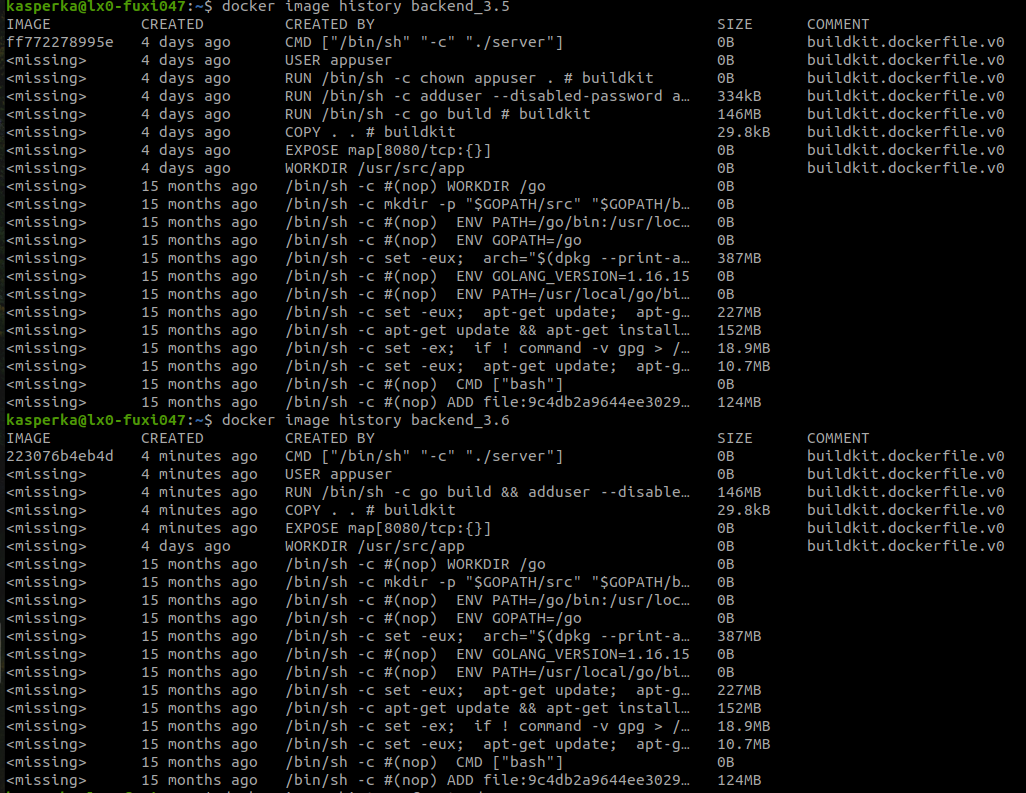 kasperka@lx0-fuxi047:~$ docker image history backend_3.5
IMAGE CREATED CREATED BY SIZE COMMENT
ff772278995e 4 days ago CMD ["/bin/sh" "-c" "./server"] 0B buildkit.dockerfile.v0
<missing> 4 days ago USER appuser 0B buildkit.dockerfile.v0
<missing> 4 days ago RUN /bin/sh -c chown appuser . # buildkit 0B buildkit.dockerfile.v0
<missing> 4 days ago RUN /bin/sh -c adduser --disabled-password a… 334kB buildkit.dockerfile.v0
<missing> 4 days ago RUN /bin/sh -c go build # buildkit 146MB buildkit.dockerfile.v0
<missing> 4 days ago COPY . . # buildkit 29.8kB buildkit.dockerfile.v0
<missing> 4 days ago EXPOSE map[8080/tcp:{}] 0B buildkit.dockerfile.v0
<missing> 4 days ago WORKDIR /usr/src/app 0B buildkit.dockerfile.v0
<missing> 15 months ago /bin/sh -c #(nop) WORKDIR /go 0B
<missing> 15 months ago /bin/sh -c mkdir -p "$GOPATH/src" "$GOPATH/b… 0B
<missing> 15 months ago /bin/sh -c #(nop) ENV PATH=/go/bin:/usr/loc… 0B
<missing> 15 months ago /bin/sh -c #(nop) ENV GOPATH=/go 0B
<missing> 15 months ago /bin/sh -c set -eux; arch="$(dpkg --print-a… 387MB
<missing> 15 months ago /bin/sh -c #(nop) ENV GOLANG_VERSION=1.16.15 0B
<missing> 15 months ago /bin/sh -c #(nop) ENV PATH=/usr/local/go/bi… 0B
<missing> 15 months ago /bin/sh -c set -eux; apt-get update; apt-g… 227MB
<missing> 15 months ago /bin/sh -c apt-get update && apt-get install… 152MB
<missing> 15 months ago /bin/sh -c set -ex; if ! command -v gpg > /… 18.9MB
<missing> 15 months ago /bin/sh -c set -eux; apt-get update; apt-g… 10.7MB
<missing> 15 months ago /bin/sh -c #(nop) CMD ["bash"] 0B
<missing> 15 months ago /bin/sh -c #(nop) ADD file:9c4db2a9644ee3029… 124MB
kasperka@lx0-fuxi047:~$ docker image history backend_3.6
IMAGE CREATED CREATED BY SIZE COMMENT
223076b4eb4d 4 minutes ago CMD ["/bin/sh" "-c" "./server"] 0B buildkit.dockerfile.v0
<missing> 4 minutes ago USER appuser 0B buildkit.dockerfile.v0
<missing> 4 minutes ago RUN /bin/sh -c go build && adduser --disable… 146MB buildkit.dockerfile.v0
<missing> 4 minutes ago COPY . . # buildkit 29.8kB buildkit.dockerfile.v0
<missing> 4 minutes ago EXPOSE map[8080/tcp:{}] 0B buildkit.dockerfile.v0
<missing> 4 days ago WORKDIR /usr/src/app 0B buildkit.dockerfile.v0
<missing> 15 months ago /bin/sh -c #(nop) WORKDIR /go 0B
<missing> 15 months ago /bin/sh -c mkdir -p "$GOPATH/src" "$GOPATH/b… 0B
<missing> 15 months ago /bin/sh -c #(nop) ENV PATH=/go/bin:/usr/loc… 0B
<missing> 15 months ago /bin/sh -c #(nop) ENV GOPATH=/go 0B
<missing> 15 months ago /bin/sh -c set -eux; arch="$(dpkg --print-a… 387MB
<missing> 15 months ago /bin/sh -c #(nop) ENV GOLANG_VERSION=1.16.15 0B
<missing> 15 months ago /bin/sh -c #(nop) ENV PATH=/usr/local/go/bi… 0B
<missing> 15 months ago /bin/sh -c set -eux; apt-get update; apt-g… 227MB
<missing> 15 months ago /bin/sh -c apt-get update && apt-get install… 152MB
<missing> 15 months ago /bin/sh -c set -ex; if ! command -v gpg > /… 18.9MB
<missing> 15 months ago /bin/sh -c set -eux; apt-get update; apt-g… 10.7MB
<missing> 15 months ago /bin/sh -c #(nop) CMD ["bash"] 0B
<missing> 15 months ago /bin/sh -c #(nop) ADD file:9c4db2a9644ee3029… 124MB